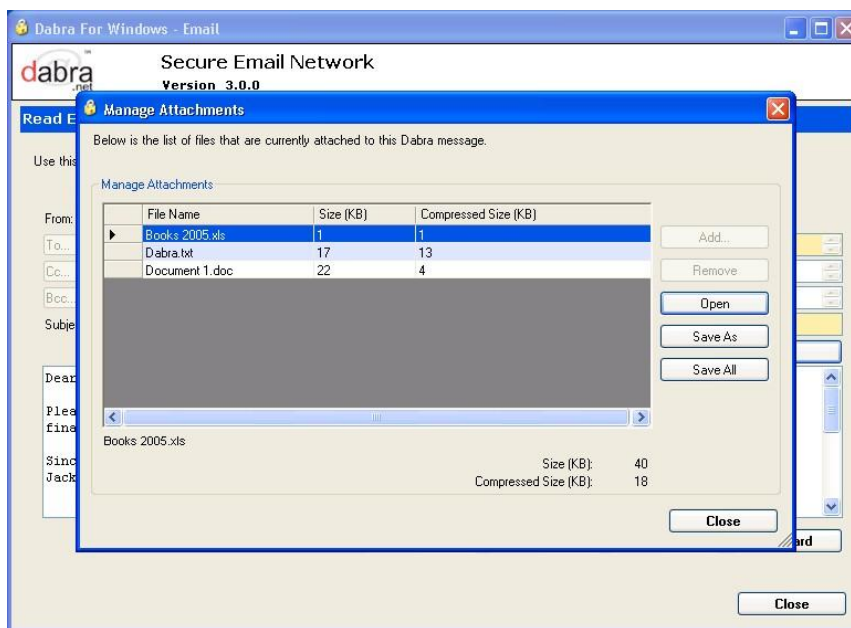 Dabra For Windows - Email
dabra
.net
Secure Email Network
Version 3.0.0
Read E
Use this
From:
To...
Cc...
Bcc...
Subje
Dear
Plea
fina
Sinc
Jack
Manage Attachments
Below is the list of files that are currently attached to this Dabra message.
Manage Attachments
File Name Size (KB) Compressed Size (KB)
Books 2005.xls 1 1
Dabra.txt 17 13
Document 1.doc 22 4
Add...
Remove
Open
Save As
Save All
Books 2005.xls
Size (KB): 40
Compressed Size (KB): 18
Close
ard
Close